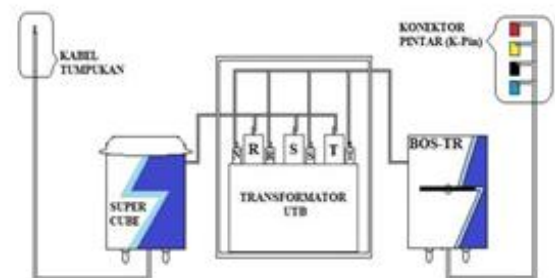 KABEL
TUMPUKAN
KONEKTOR
PINTAR (K-Pin)
R S T
SUPER
CUBE
TRANSFORMATOR
UTB
BOS-TR